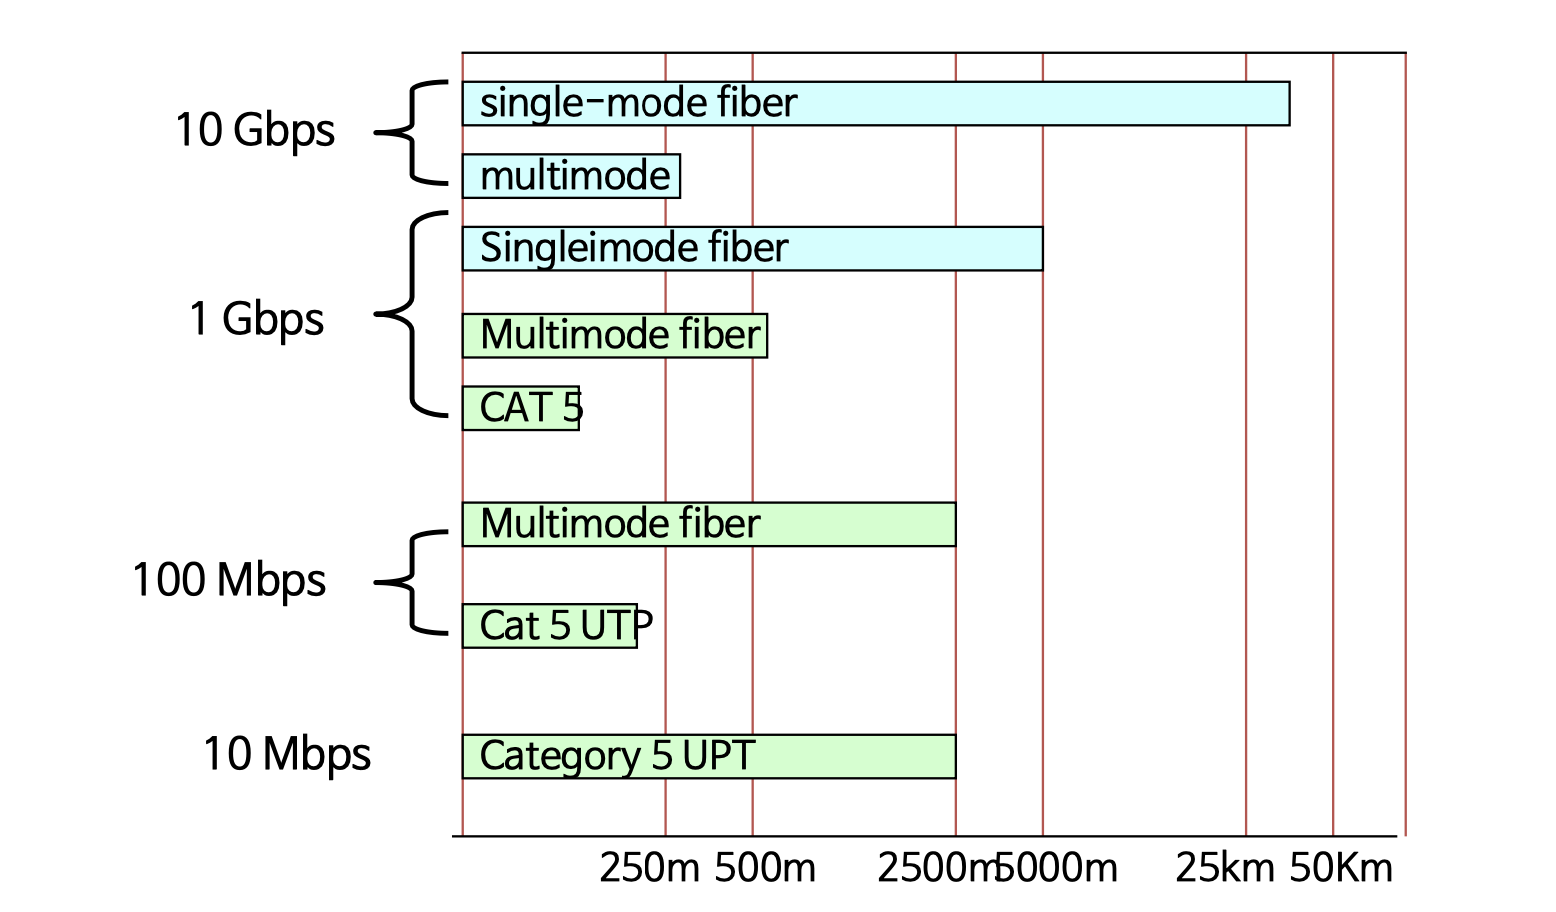 10 Gbps
single-mode fiber
multimode
1 Gbps
Singleimode fiber
Multimode fiber
CAT 5
100 Mbps
Multimode fiber
Cat 5 UTP
10 Mbps
Category 5 UPT
250m 500m 2500m 5000m 25km 50Km